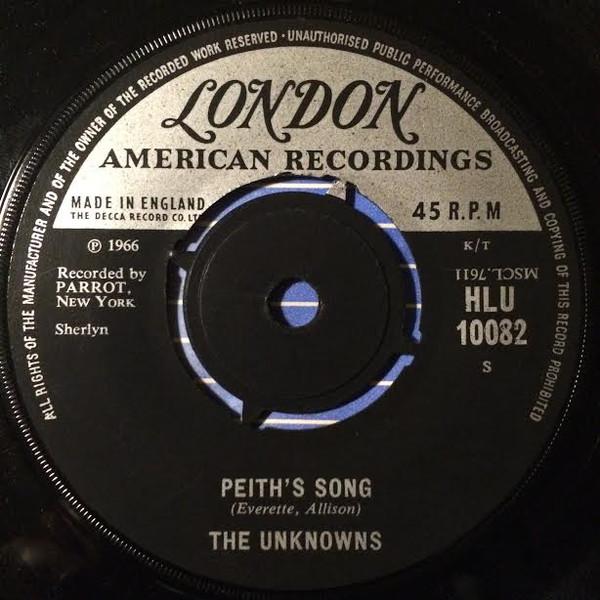 ALL RIGHTS OF THE MANUFACTURER AND OF THE OWNER OF THE RECORDED WORK RESERVED · UNAUTHORISED PUBLIC PERFORMANCE BROADCASTING AND COPYING OF THIS RECORD PROHIBITED
LONDON
AMERICAN RECORDINGS
MADE IN ENGLAND
THE DECCA RECORD CO. LT
45 R.P.M
℗ 1966
K/T
Recorded by
PARROT,
NEW YORK
MSCL.7611
HLU
10082
Sherlyn
S
PEITH'S SONG
(Everette, Allison)
THE UNKNOWNS